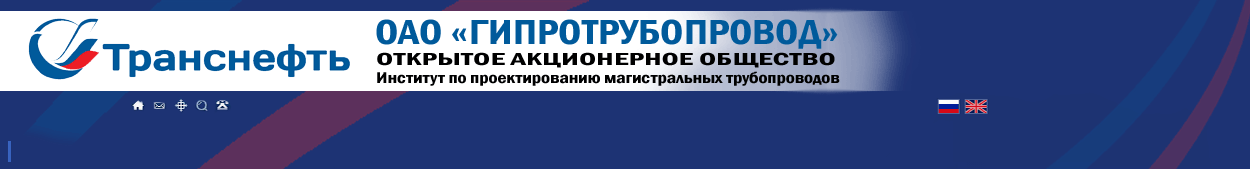 Транснефть
ОАО «ГИПРОТРУБОПРОВОД»
ОТКРЫТОЕ АКЦИОНЕРНОЕ ОБЩЕСТВО
Институт по проектированию магистральных трубопроводов